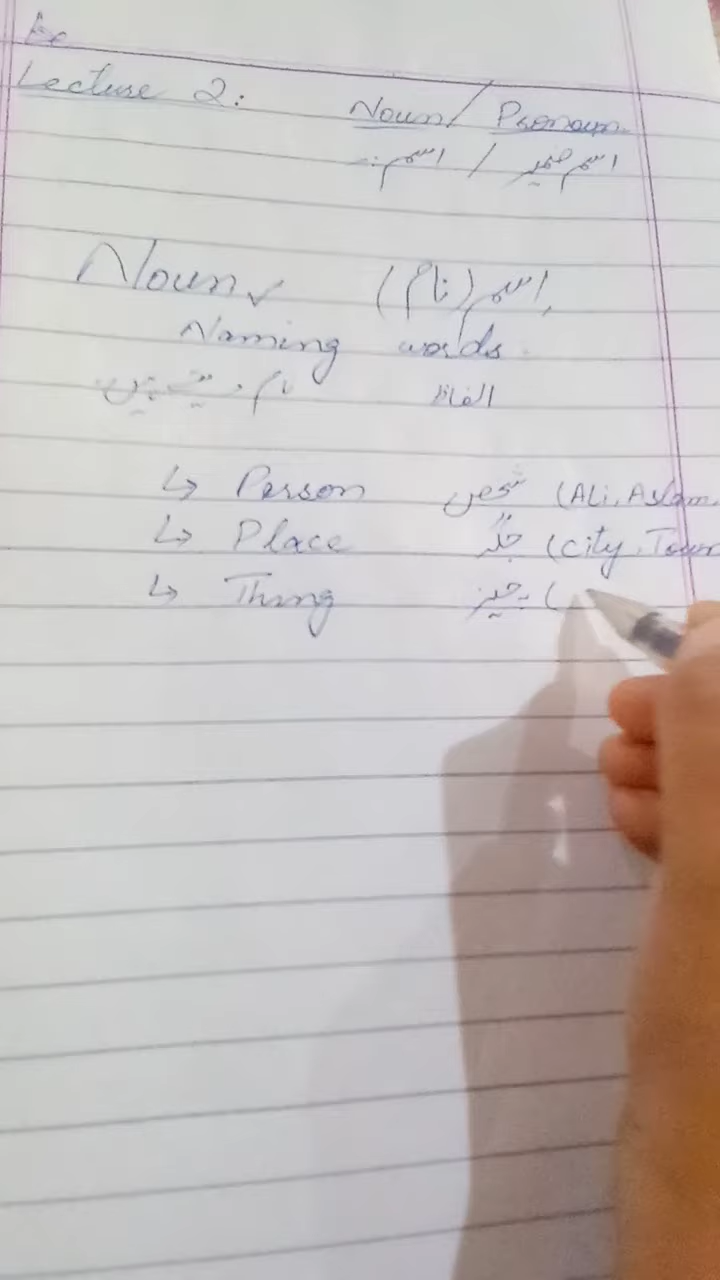 Lecture 2: Noun / Pronoun
اسم / اسم ضمیر
Noun ✓ اسم (نام)
Naming words.
نام الفاظ
↳ Person شخص (Ali, Aslam,
↳ Place جگہ (City, Town
↳ Thing چیز (